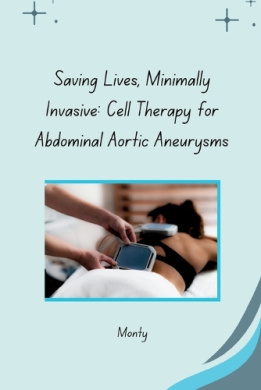 Saving Lives, Minimally
Invasive: Cell Therapy for
Abdominal Aortic Aneurysms
Monty